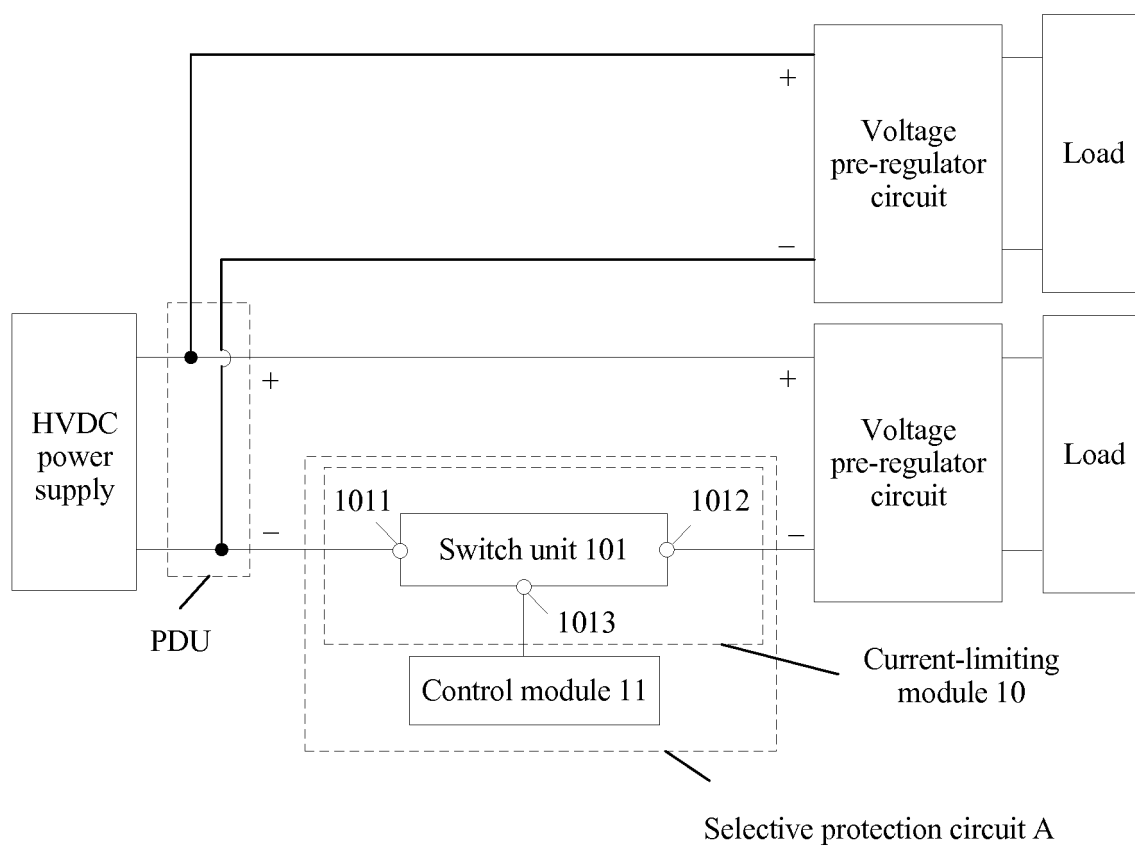 +
Voltage
pre-regulator
circuit
Load
−
HVDC
power
supply
+
+
Voltage
pre-regulator
circuit
Load
−
1011
Switch unit 101
1012
−
1013
PDU
Control module 11
Current-limiting
module 10
Selective protection circuit A